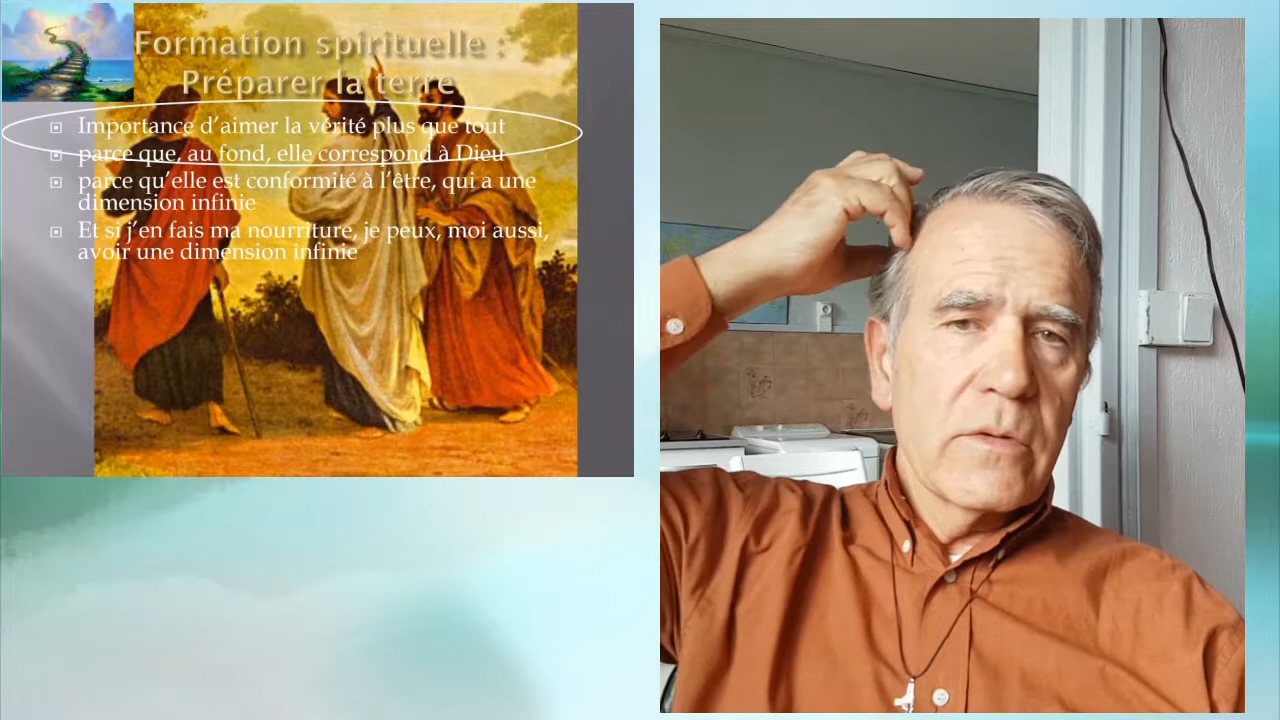 Formation spirituelle :
Préparer la terre
Importance d’aimer la vérité plus que tout
parce que, au fond, elle correspond à Dieu
parce qu’elle est conformité à l’être, qui a une
dimension infinie
Et si j’en fais ma nourriture, je peux, moi aussi,
avoir une dimension infinie